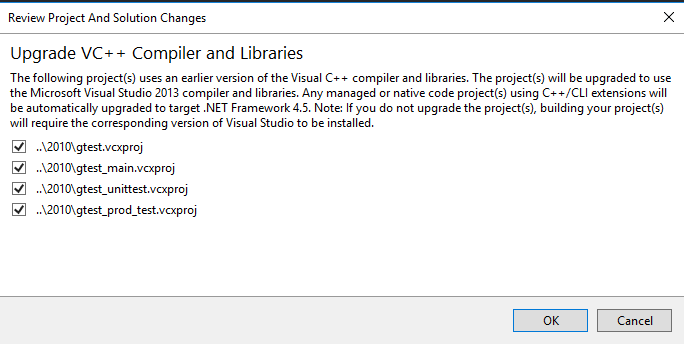 Review Project And Solution Changes
Upgrade VC++ Compiler and Libraries
The following project(s) uses an earlier version of the Visual C++ compiler and libraries. The project(s) will be upgraded to use
the Microsoft Visual Studio 2013 compiler and libraries. Any managed or native code project(s) using C++/CLI extensions will
be automatically upgraded to target .NET Framework 4.5. Note: If you do not upgrade the project(s), building your project(s)
will require the corresponding version of Visual Studio to be installed.
..\2010\gtest.vcxproj
..\2010\gtest_main.vcxproj
..\2010\gtest_unittest.vcxproj
..\2010\gtest_prod_test.vcxproj
OK Cancel